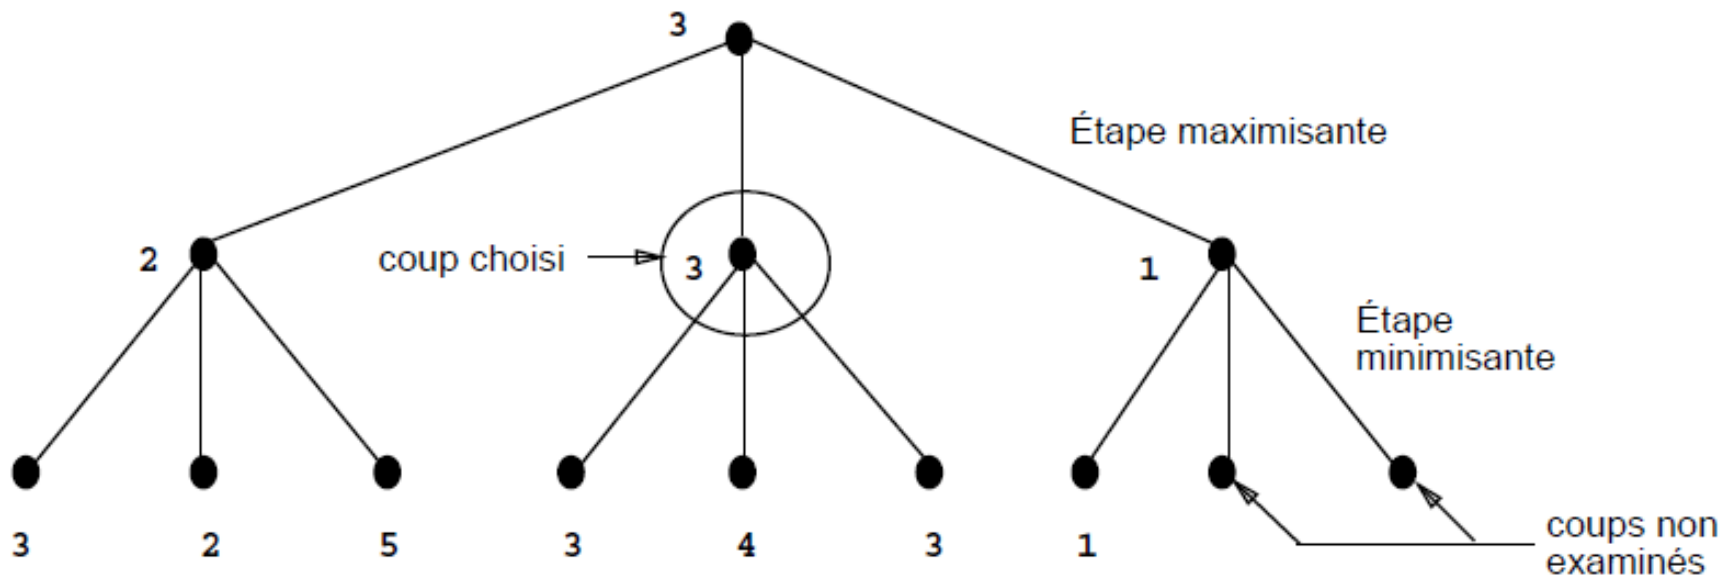 3
Étape maximisante
2
coup choisi
3
1
Étape
minimisante
3
2
5
3
4
3
1
coups non
examinés